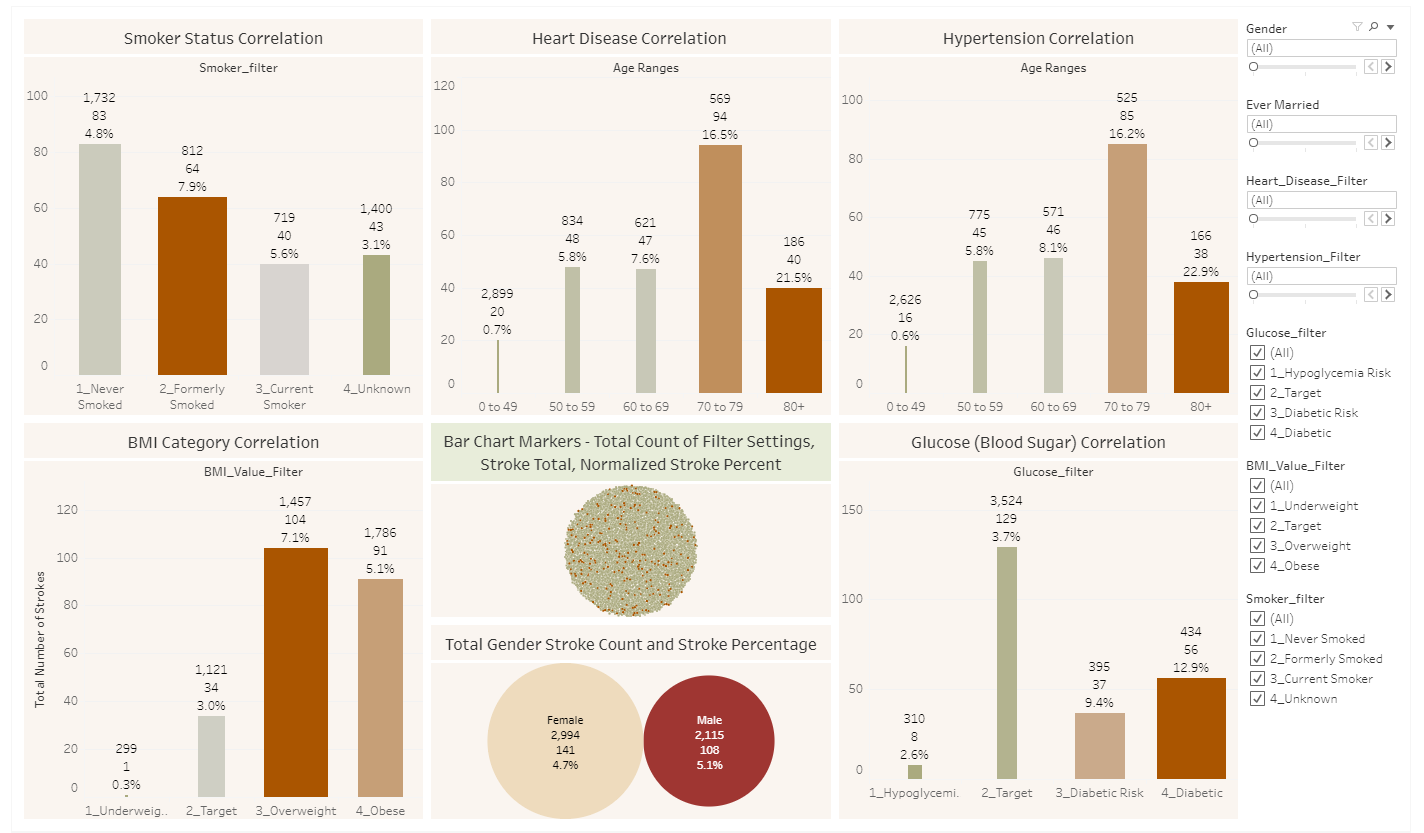 Smoker Status Correlation
Smoker_filter
100
80
60
40
20
0
1,732
83
4.8%
812
64
7.9%
719
40
5.6%
1,400
43
3.1%
1_Never
Smoked
2_Formerly
Smoked
3_Current
Smoker
4_Unknown
Heart Disease Correlation
Age Ranges
120
100
80
60
40
20
0
2,899
20
0.7%
834
48
5.8%
621
47
7.6%
569
94
16.5%
186
40
21.5%
0 to 49
50 to 59
60 to 69
70 to 79
80+
Hypertension Correlation
Age Ranges
100
80
60
40
20
0
2,626
16
0.6%
775
45
5.8%
571
46
8.1%
525
85
16.2%
166
38
22.9%
0 to 49
50 to 59
60 to 69
70 to 79
80+
BMI Category Correlation
BMI_Value_Filter
Total Number of Strokes
120
100
80
60
40
20
0
299
1
0.3%
1,121
34
3.0%
1,457
104
7.1%
1,786
91
5.1%
1_Underweig..
2_Target
3_Overweight
4_Obese
Bar Chart Markers - Total Count of Filter Settings,
Stroke Total, Normalized Stroke Percent
Total Gender Stroke Count and Stroke Percentage
Female
2,994
141
4.7%
Male
2,115
108
5.1%
Glucose (Blood Sugar) Correlation
Glucose_filter
150
100
50
0
310
8
2.6%
3,524
129
3.7%
395
37
9.4%
434
56
12.9%
1_Hypoglycemi.
2_Target
3_Diabetic Risk
4_Diabetic
Gender
(All)
Ever Married
(All)
Heart_Disease_Filter
(All)
Hypertension_Filter
(All)
Glucose_filter
(All)
1_Hypoglycemia Risk
2_Target
3_Diabetic Risk
4_Diabetic
BMI_Value_Filter
(All)
1_Underweight
2_Target
3_Overweight
4_Obese
Smoker_filter
(All)
1_Never Smoked
2_Formerly Smoked
3_Current Smoker
4_Unknown